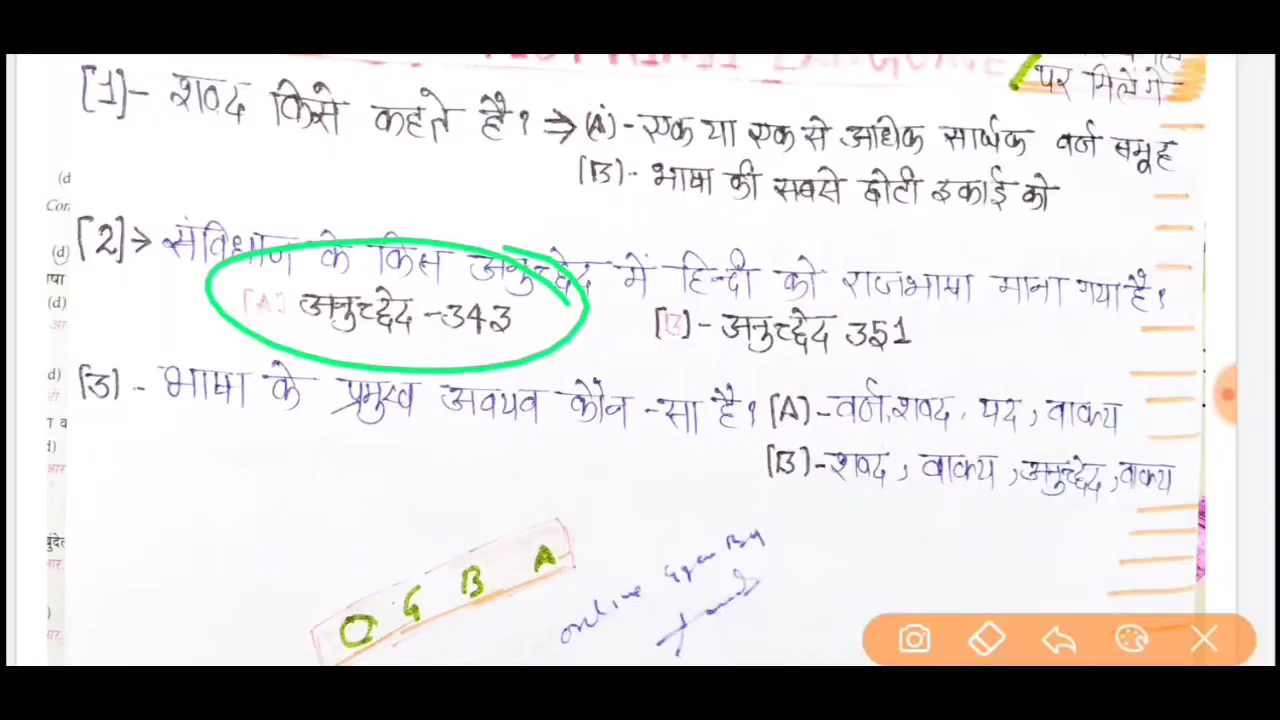 पर मिलेंगे
[1]- शब्द किसे कहते है? ⇒ (A)- एक या एक से अधिक सार्थक वर्ण समूह
[B]- भाषा की सबसे छोटी इकाई को
(d
Con
[2]→ संविधान के किस अनुच्छेद में हिन्दी को राजभाषा माना गया है?
(d)
षा
(d)
[A] अनुच्छेद -343 [B]- अनुच्छेद 351
d)
[3]- भाषा के प्रमुख अवयव कौन-सा है? [A]-वर्ण, शब्द, पद, वाक्य
[B]-शब्द, वाक्य, अनुच्छेद, वाक्य
O G B A
online By